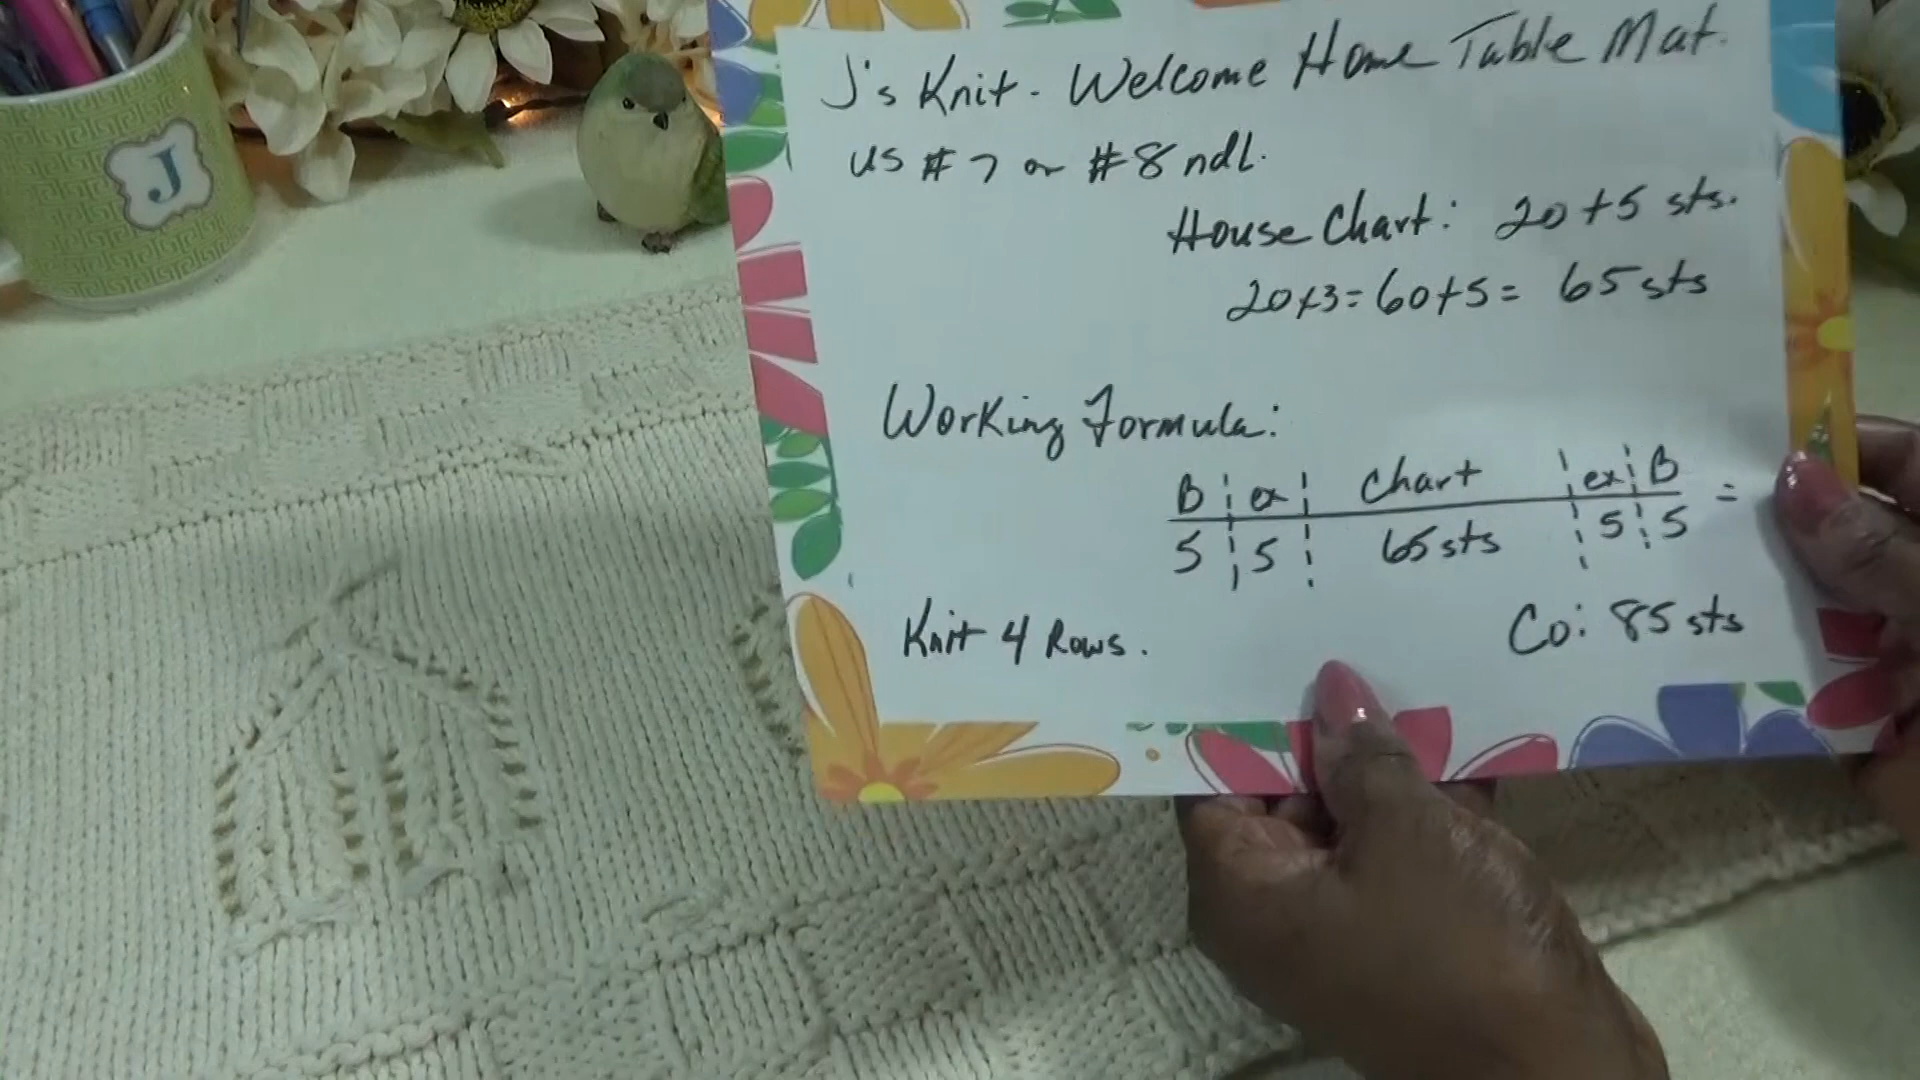 J
J's Knit - Welcome Home Table Mat.
US #7 or #8 ndl.
House Chart: 20 + 5 sts.
20x3=60+5= 65 sts
Working Formula:
B ex Chart ex B =
5 5 65 sts 5 5
Knit 4 Rows.
Co: 85 sts